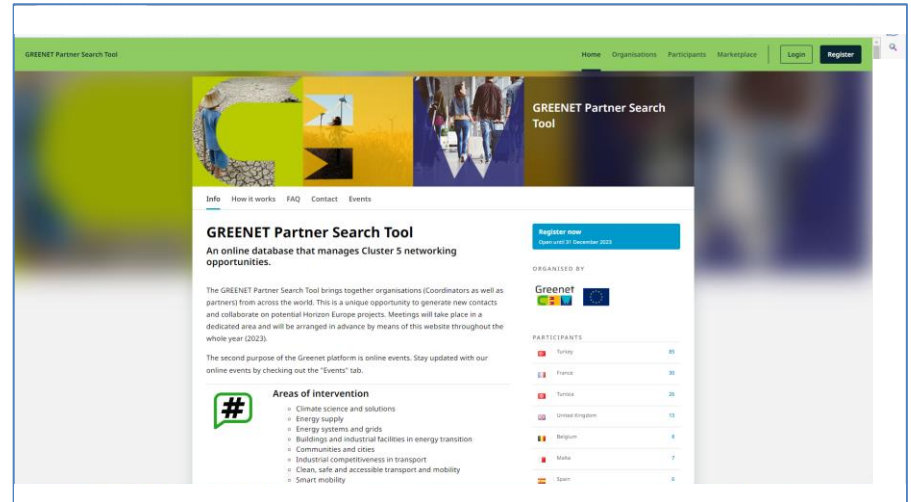 GREENET Partner Search Tool
Home Organisations Participants Marketplace Login Register
GREENET Partner Search
Tool
Info How it works FAQ Contact Events
GREENET Partner Search Tool
An online database that manages Cluster 5 networking
opportunities.
The GREENET Partner Search Tool brings together organisations (Coordinators as well as
partners) from across the world. This is a unique opportunity to generate new contacts
and collaborate on potential Horizon Europe projects. Meetings will take place in a
dedicated area and will be arranged in advance by means of this website throughout the
whole year (2023).
The second purpose of the Greenet platform is online events. Stay updated with our
online events by checking out the "Events" tab.
#
Areas of intervention
Climate science and solutions
Energy supply
Energy systems and grids
Buildings and industrial facilities in energy transition
Communities and cities
Industrial competitiveness in transport
Clean, safe and accessible transport and mobility
Smart mobility
Register now
Open until 31 December 2023
ORGANISED BY
Greenet
PARTICIPANTS
Turkey 85
France 30
Tunisia
United Kingdom 13
Belgium
Malta 7
Spain